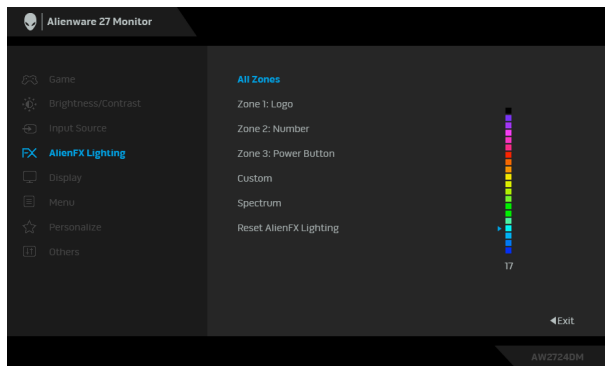 Alienware 27 Monitor
Game
Brightness/Contrast
Input Source
FX AlienFX Lighting
Display
Menu
Personalize
Others
All Zones
Zone 1: Logo
Zone 2: Number
Zone 3: Power Button
Custom
Spectrum
Reset AlienFX Lighting
17
Exit
AW2724DM